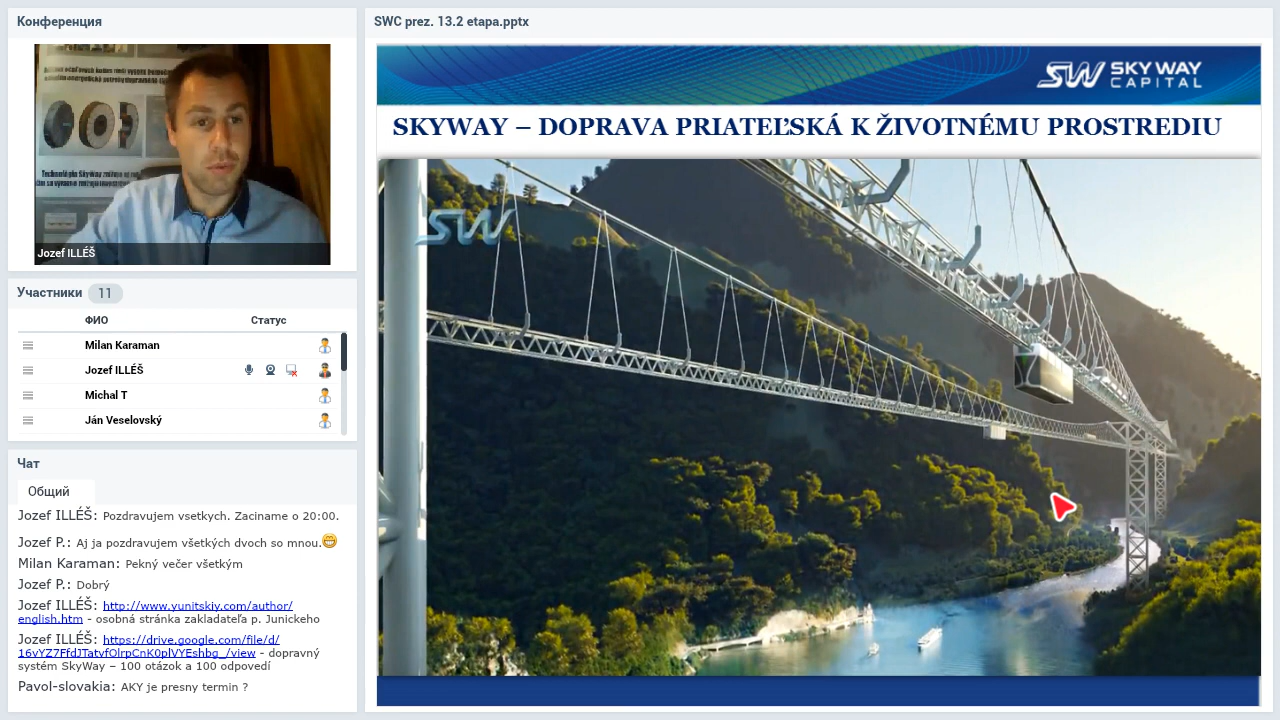 Конференция
Jozef ILLÉŠ
Участники 11
ФИО Статус
Milan Karaman
Jozef ILLÉŠ
Michal T
Ján Veselovský
Чат
Общий
Jozef ILLÉŠ: Pozdravujem vsetkych. Zaciname o 20:00.
Jozef P.: Aj ja pozdravujem všetkých dvoch so mnou.
Milan Karaman: Pekný večer všetkým
Jozef P.: Dobrý
Jozef ILLÉŠ: http://www.yunitskiy.com/author/
english.htm - osobná stránka zakladateľa p. Junického
Jozef ILLÉŠ: https://drive.google.com/file/d/
systém SkyWay – 100 otázok a 100 odpovedí
Pavol-slovakia: AKY je presny termin ?
SWC prez. 13.2 etapa.pptx
SW SKY WAY
CAPITAL
SKYWAY – DOPRAVA PRIATEĽSKÁ K ŽIVOTNÉMU PROSTREDIU
SW